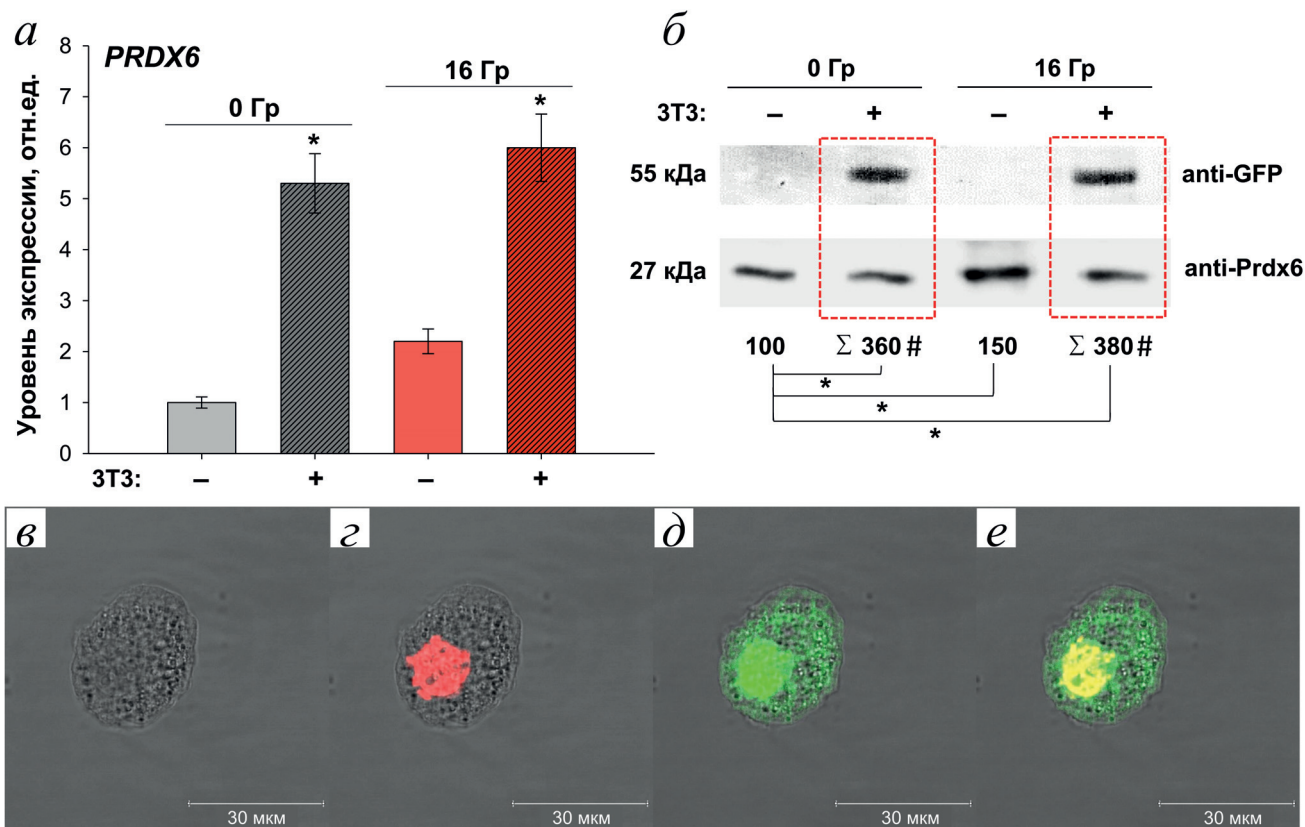 а
PRDX6
Уровень экспрессии, отн.ед.
8
7
6
5
4
3
2
1
0
0 Гр
16 Гр
*
*
3T3: – + – +
б
0 Гр 16 Гр
3T3: – + – +
55 кДа anti-GFP
27 кДа anti-Prdx6
100 Σ 360 # 150 Σ 380 #
*
*
*
в г д е
30 мкм 30 мкм 30 мкм 30 мкм